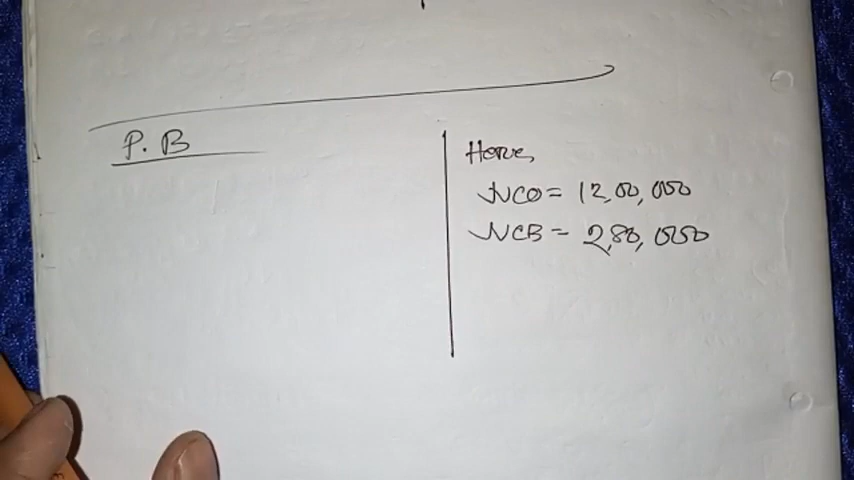 P. B
Here,
NCO = 12,00,000
NCB = 2,80,000